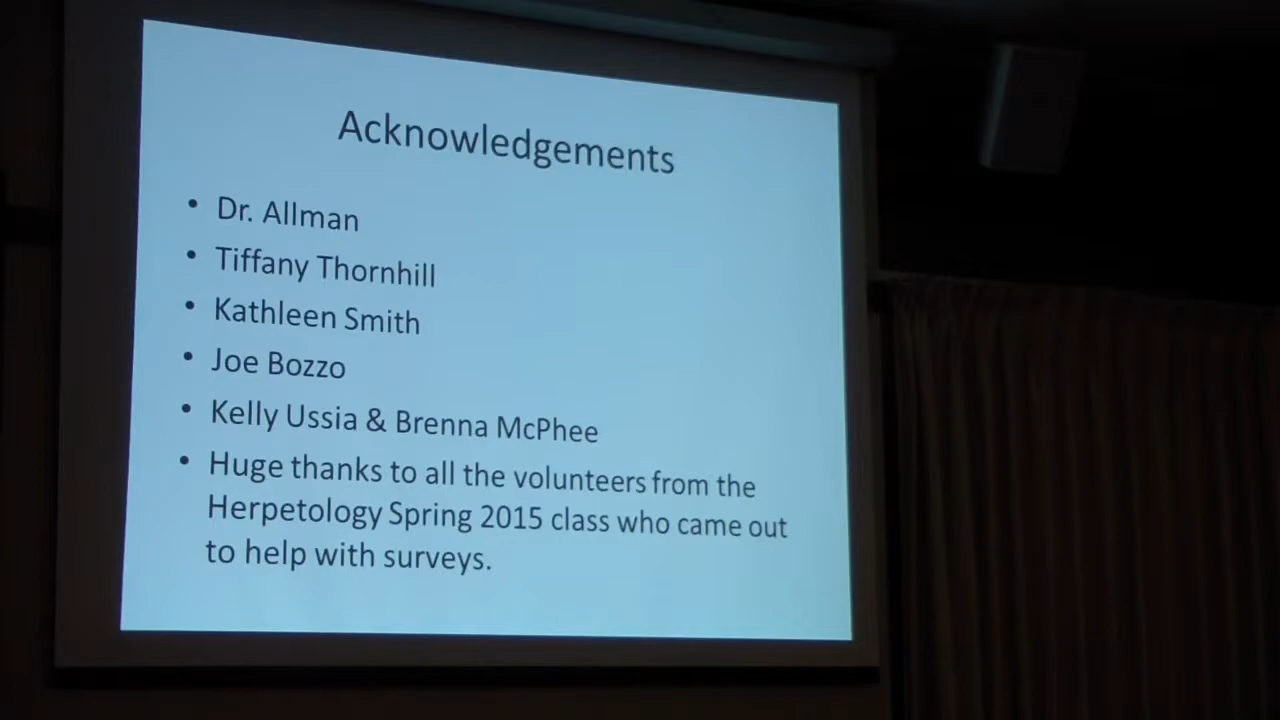 Acknowledgements
• Dr. Allman
• Tiffany Thornhill
• Kathleen Smith
• Joe Bozzo
• Kelly Ussia & Brenna McPhee
• Huge thanks to all the volunteers from the
Herpetology Spring 2015 class who came out
to help with surveys.